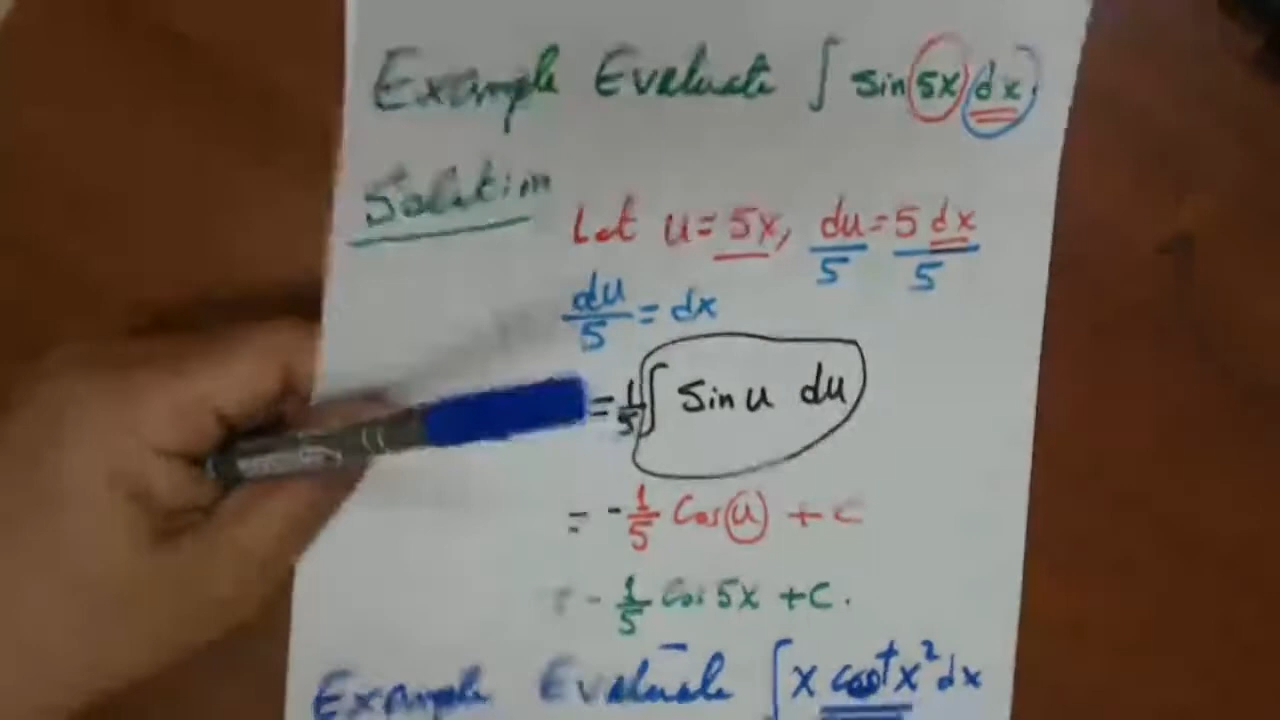 Example Evaluate ∫ sin 5x dx.
Solution
Let u = 5x, du/5 = 5 dx/5
du/5 = dx
= 1/5 ∫ sin u du
= -1/5 cos u + c
= -1/5 cos 5x + c.
Example Evaluate ∫ x x² dx